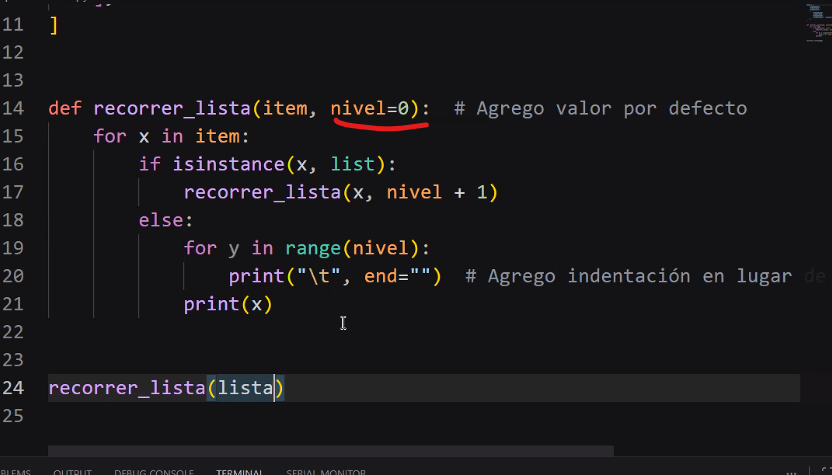 11 ]
12
13
14 def recorrer_lista(item, nivel=0):  # Agrego valor por defecto
15     for x in item:
16         if isinstance(x, list):
17             recorrer_lista(x, nivel + 1)
18         else:
19             for y in range(nivel):
20                 print("\t", end="")  # Agrego indentación en lugar de
21             print(x)
22
23
24 recorrer_lista(lista)
25
OUTPUT DEBUG CONSOLE TERMINAL SERIAL MONITOR